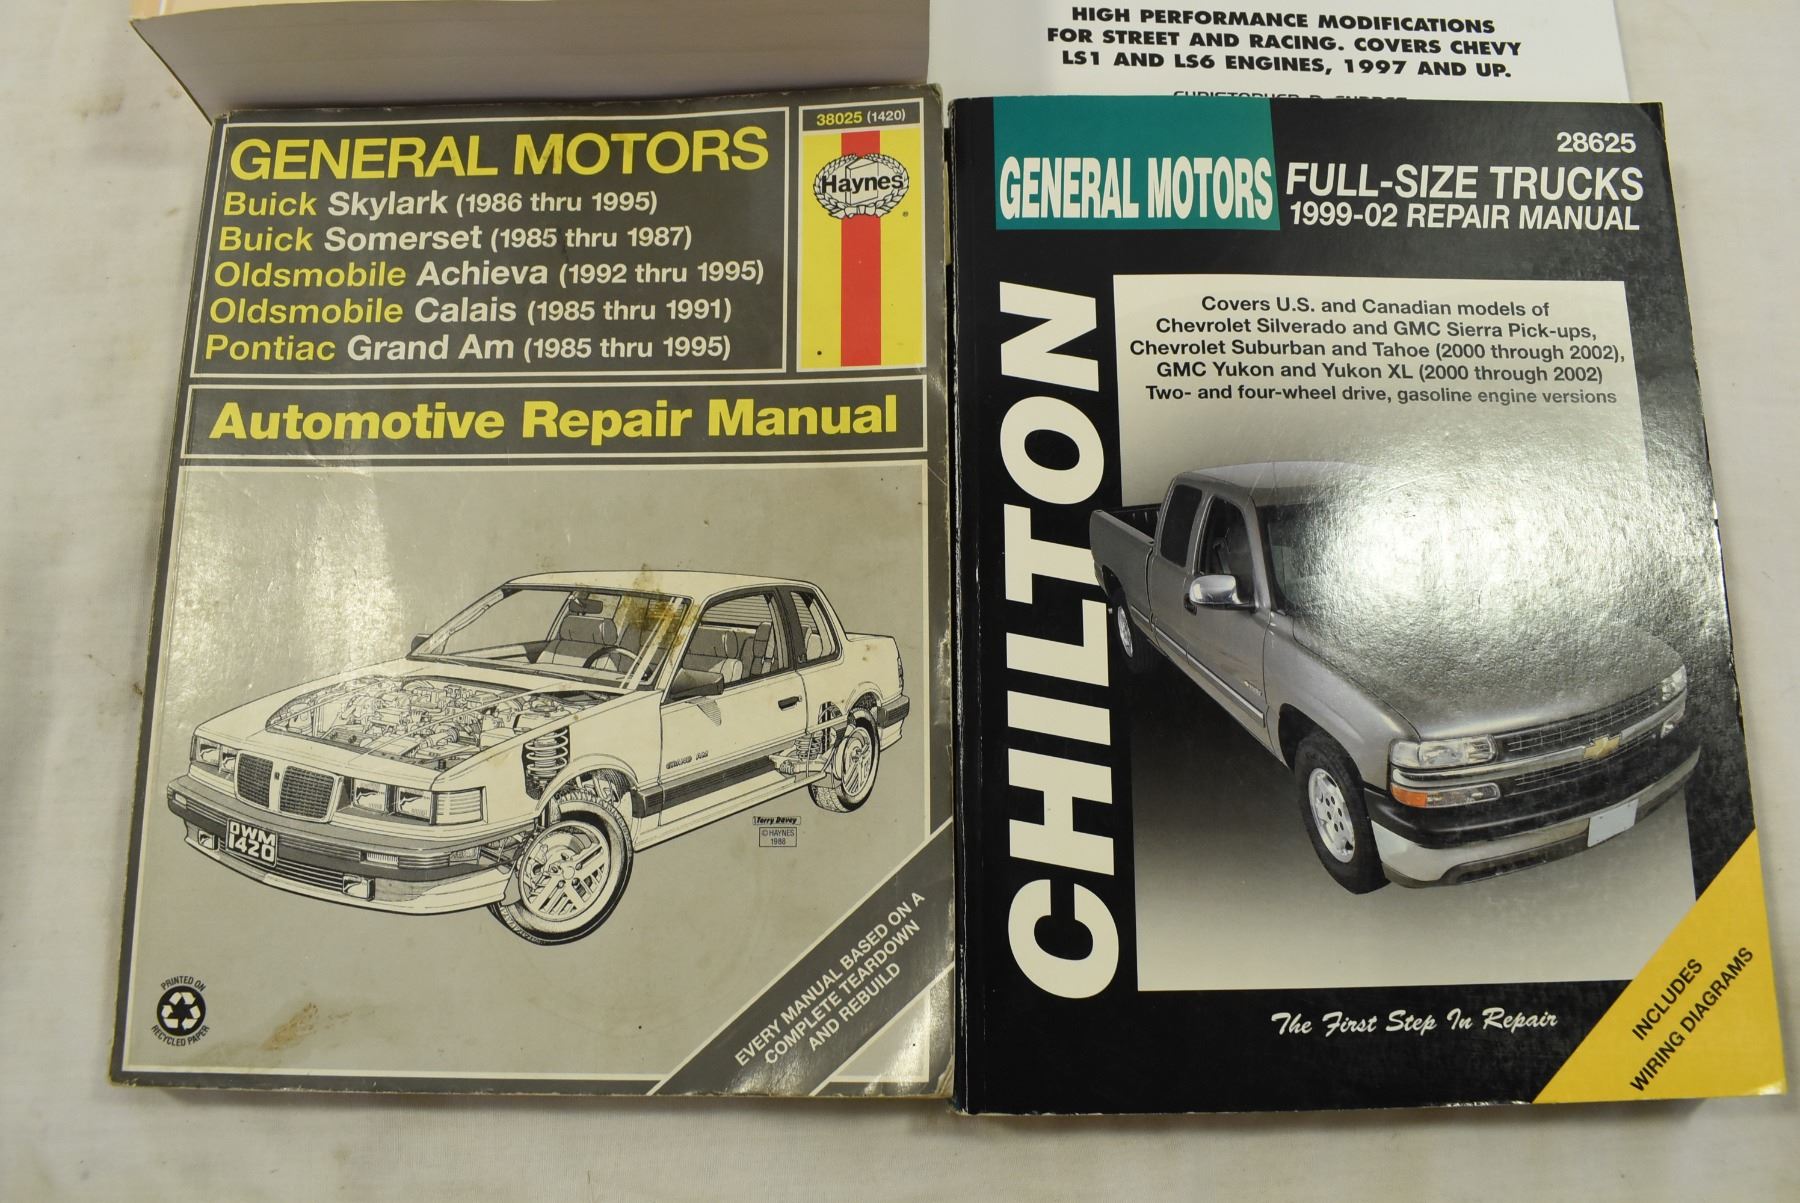 HIGH PERFORMANCE MODIFICATIONS
FOR STREET AND RACING. COVERS CHEVY
LS1 AND LS6 ENGINES, 1997 AND UP.
38025 (1420)
GENERAL MOTORS
Haynes
Buick Skylark (1986 thru 1995)
Buick Somerset (1985 thru 1987)
Oldsmobile Achieva (1992 thru 1995)
Oldsmobile Calais (1985 thru 1991)
Pontiac Grand Am (1985 thru 1995)
Automotive Repair Manual
GRAND AM
OWM
1420
Terry Davey
© HAYNES
1988
PRINTED ON
RECYCLED PAPER
EVERY MANUAL BASED ON A
COMPLETE TEARDOWN
AND REBUILD
28625
GENERAL MOTORS
FULL-SIZE TRUCKS
1999-02 REPAIR MANUAL
CHILTON
Covers U.S. and Canadian models of
Chevrolet Silverado and GMC Sierra Pick-ups,
Chevrolet Suburban and Tahoe (2000 through 2002),
GMC Yukon and Yukon XL (2000 through 2002)
Two- and four-wheel drive, gasoline engine versions
The First Step In Repair
INCLUDES
WIRING DIAGRAMS